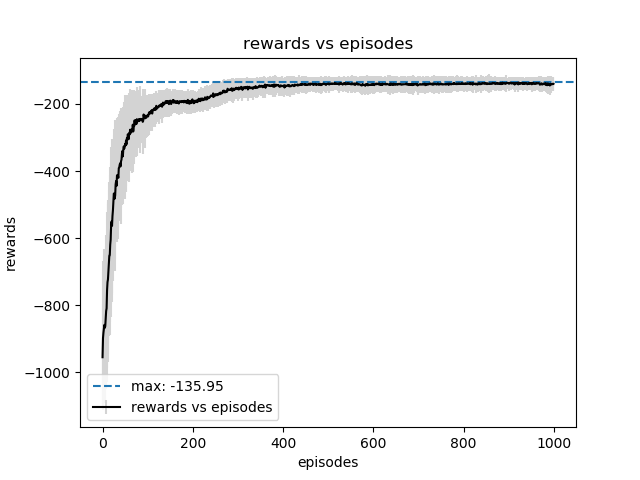 rewards vs episodes
rewards
−200
−400
−600
−800
−1000
max: -135.95
rewards vs episodes
0
200
400
600
800
1000
episodes